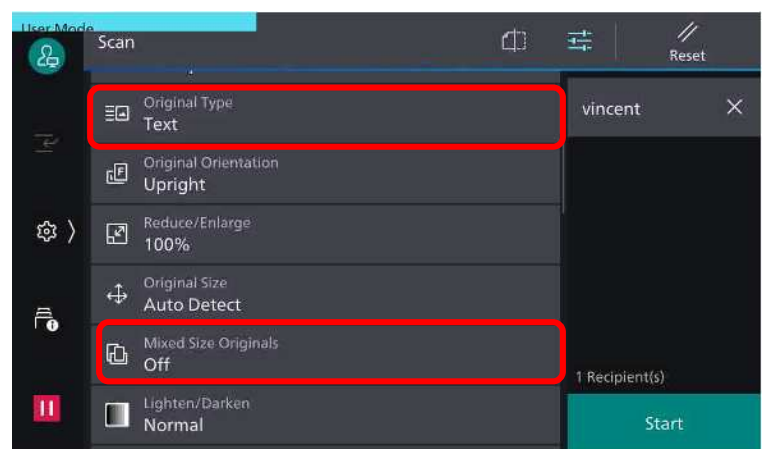 User Mode
Scan
Reset
Original Type
Text
vincent
Original Orientation
Upright
Reduce/Enlarge
100%
Original Size
Auto Detect
Mixed Size Originals
Off
1 Recipient(s)
Lighten/Darken
Normal
Start